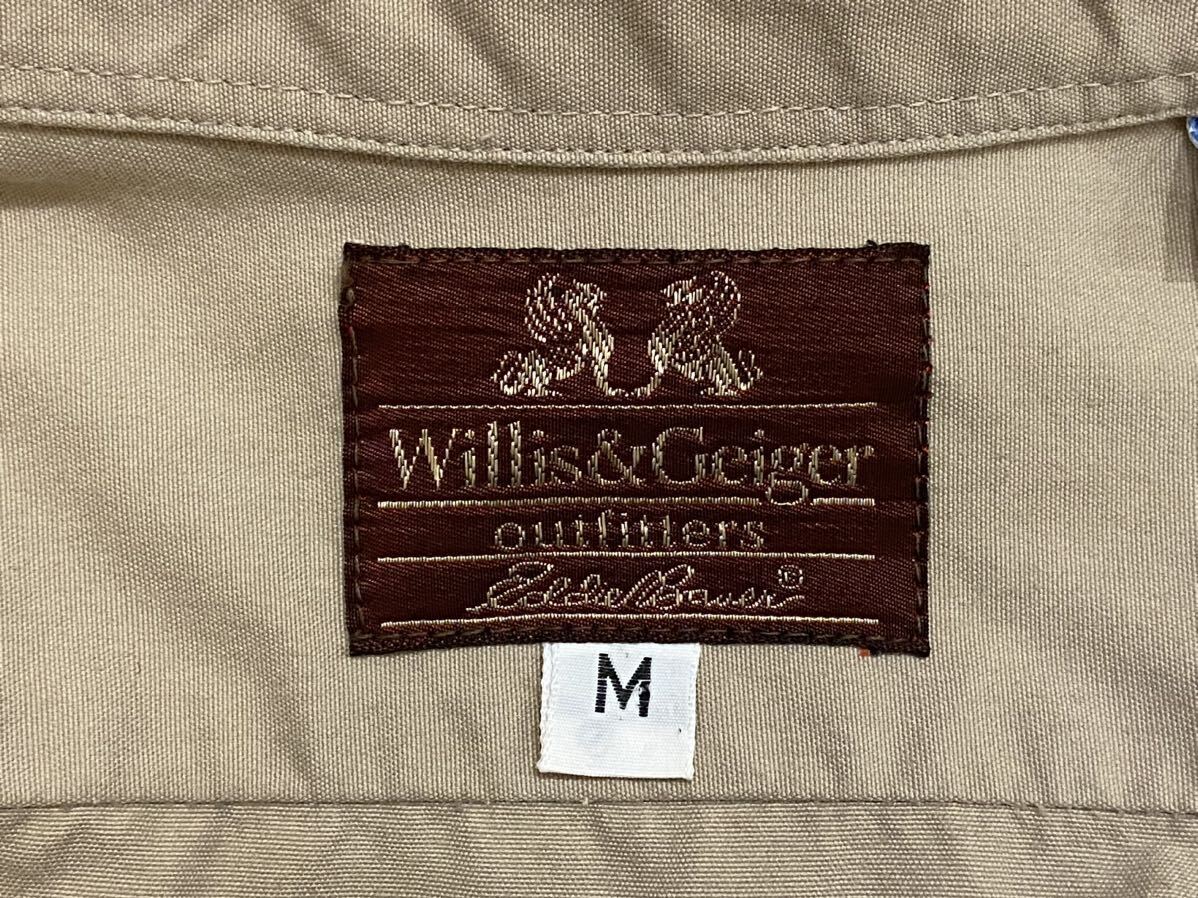 Willis & Geiger
outfitters
Eddie Bauer®
M